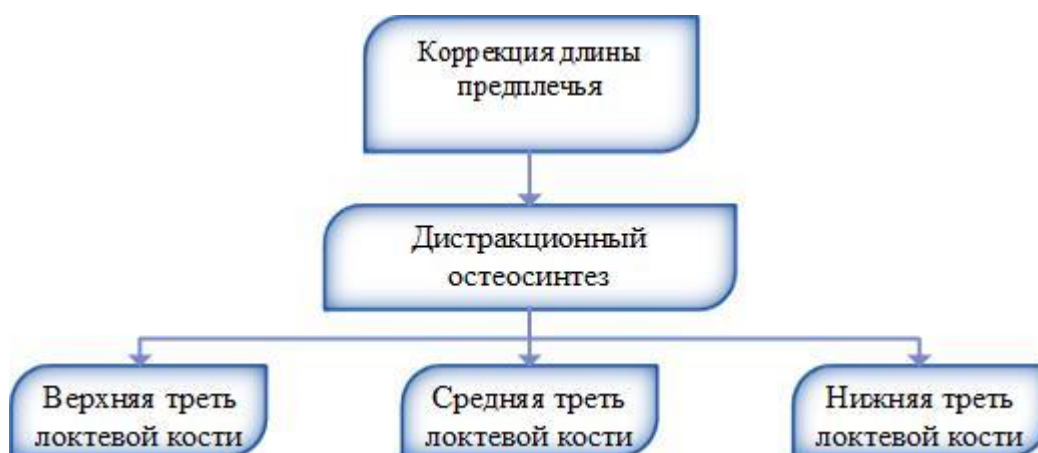 Коррекция длины
предплечья
Дистракционный
остеосинтез
Верхняя треть
локтевой кости
Средняя треть
локтевой кости
Нижняя треть
локтевой кости